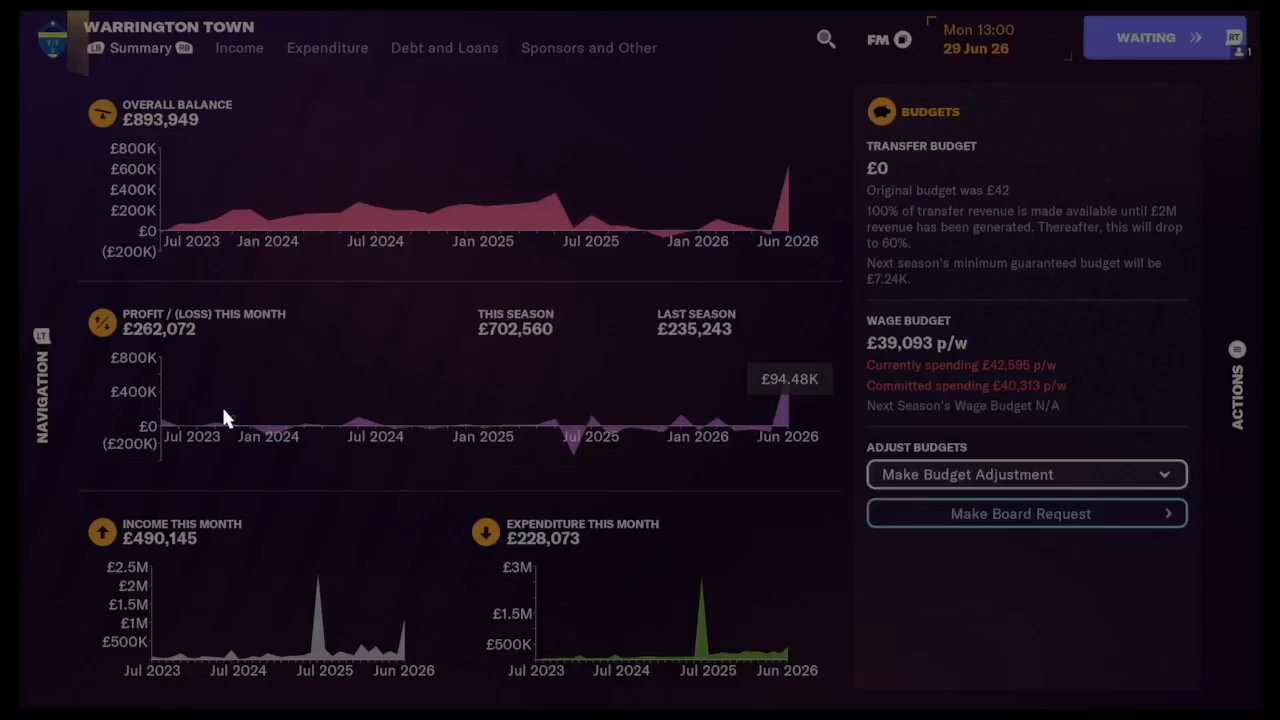 WARRINGTON TOWN
LB Summary RB Income Expenditure Debt and Loans Sponsors and Other
FM
Mon 13:00
29 Jun 26
WAITING
RT
1
OVERALL BALANCE
£893,949
£800K
£600K
£400K
£200K
£0
(£200K)
Jul 2023 Jan 2024 Jul 2024 Jan 2025 Jul 2025 Jan 2026 Jun 2026
PROFIT / (LOSS) THIS MONTH
£262,072
THIS SEASON
£702,560
LAST SEASON
£235,243
£800K
£400K
£0
(£200K)
£94.48K
Jul 2023 Jan 2024 Jul 2024 Jan 2025 Jul 2025 Jan 2026 Jun 2026
INCOME THIS MONTH
£490,145
£2.5M
£2M
£1.5M
£1M
£500K
Jul 2023 Jul 2024 Jul 2025 Jun 2026
EXPENDITURE THIS MONTH
£228,073
£3M
£1.5M
£500K
Jul 2023 Jul 2024 Jul 2025 Jun 2026
BUDGETS
TRANSFER BUDGET
£0
Original budget was £42
100% of transfer revenue is made available until £2M
revenue has been generated. Thereafter, this will drop
to 60%.
Next season's minimum guaranteed budget will be
£7.24K.
WAGE BUDGET
£39,093 p/w
Currently spending £42,595 p/w
Committed spending £40,313 p/w
Next Season's Wage Budget N/A
ADJUST BUDGETS
Make Budget Adjustment
Make Board Request
LT
NAVIGATION
ACTIONS